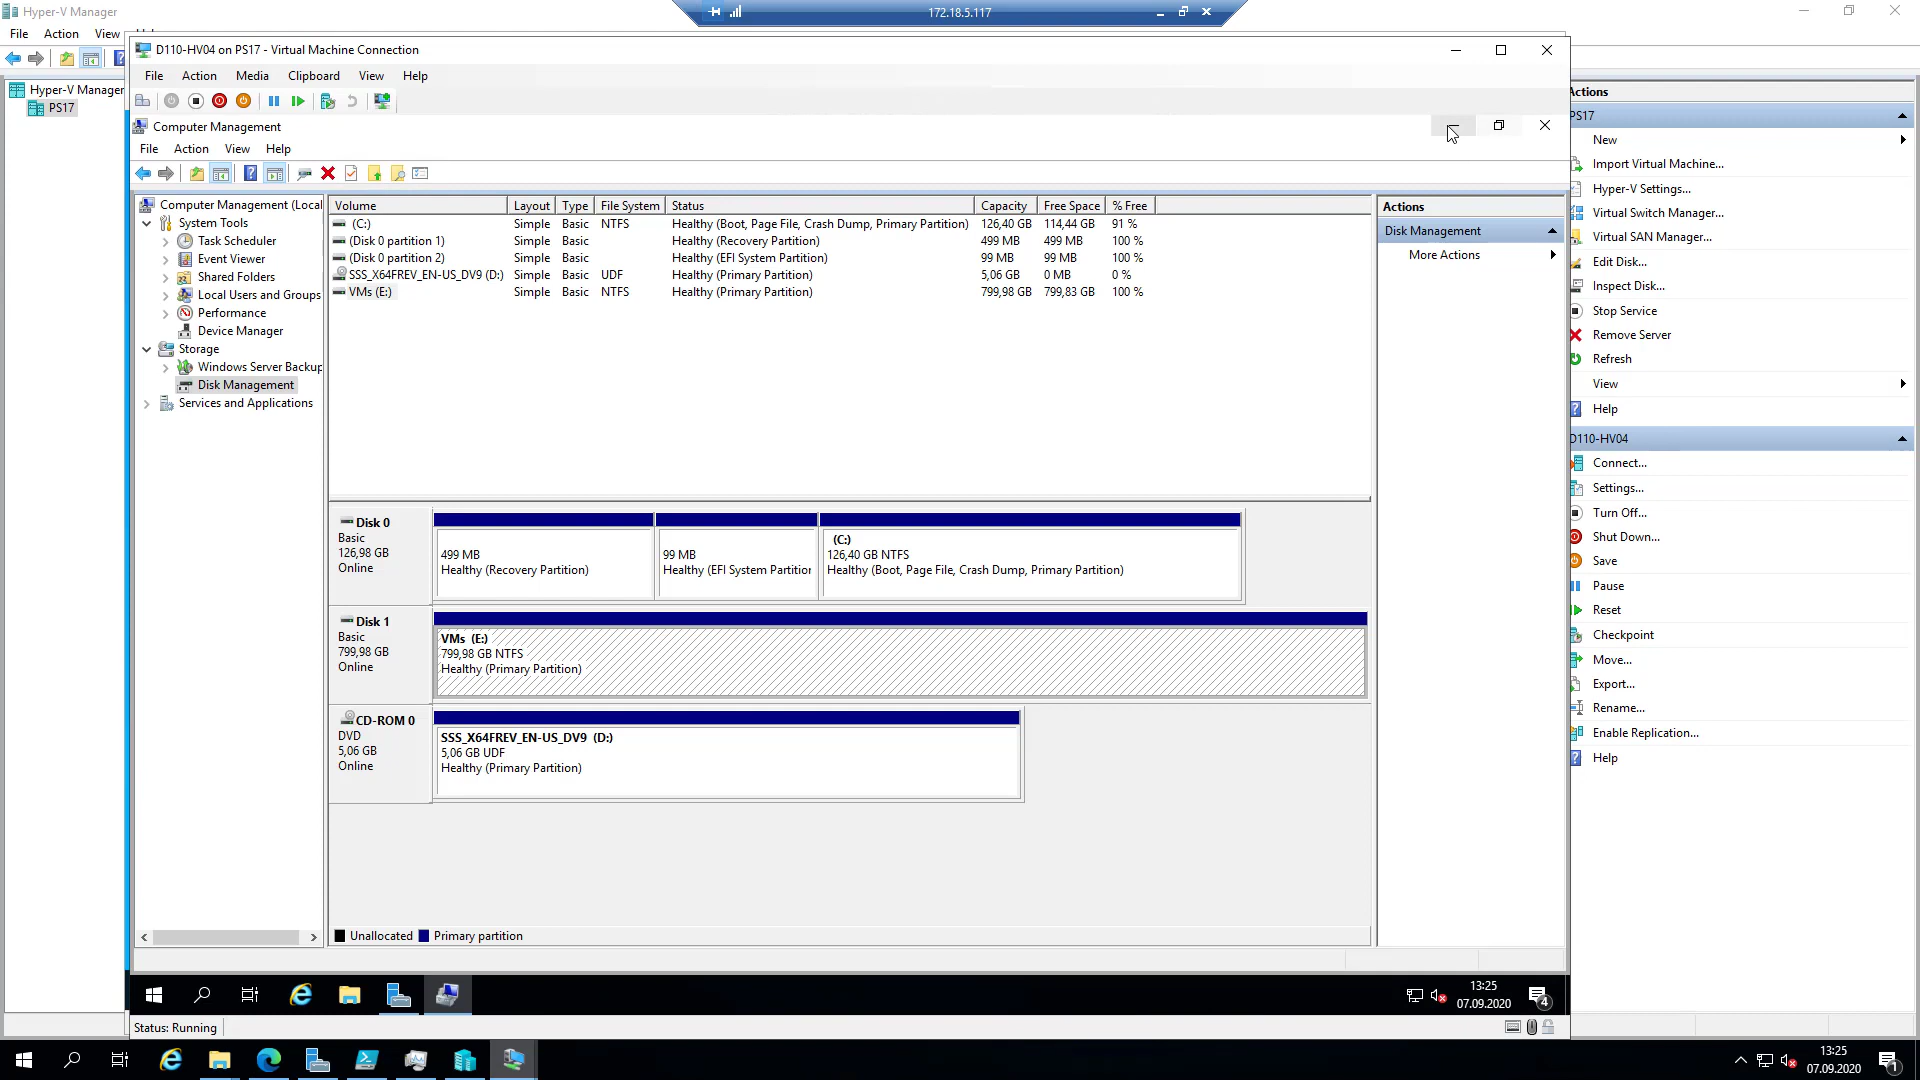 Hyper-V Manager
172.18.5.117
File Action View
D110-HV04 on PS17 - Virtual Machine Connection
File Action Media Clipboard View Help
Hyper-V Manager
PS17
Computer Management
File Action View Help
Computer Management (Local
System Tools
Task Scheduler
Event Viewer
Shared Folders
Local Users and Groups
Performance
Device Manager
Storage
Windows Server Backup
Disk Management
Services and Applications
Volume Layout Type File System Status Capacity Free Space % Free
(C:) Simple Basic NTFS Healthy (Boot, Page File, Crash Dump, Primary Partition) 126,40 GB 114,44 GB 91 %
(Disk 0 partition 1) Simple Basic Healthy (Recovery Partition) 499 MB 499 MB 100 %
(Disk 0 partition 2) Simple Basic Healthy (EFI System Partition) 99 MB 99 MB 100 %
SSS_X64FREV_EN-US_DV9 (D:) Simple Basic UDF Healthy (Primary Partition) 5,06 GB 0 MB 0 %
VMs (E:) Simple Basic NTFS Healthy (Primary Partition) 799,98 GB 799,83 GB 100 %
Disk 0
Basic
126,98 GB
Online
499 MB
Healthy (Recovery Partition)
99 MB
Healthy (EFI System Partition
(C:)
126,40 GB NTFS
Healthy (Boot, Page File, Crash Dump, Primary Partition)
Disk 1
Basic
799,98 GB
Online
VMs (E:)
799,98 GB NTFS
Healthy (Primary Partition)
CD-ROM 0
DVD
5,06 GB
Online
SSS_X64FREV_EN-US_DV9 (D:)
5,06 GB UDF
Healthy (Primary Partition)
Unallocated Primary partition
Actions
Disk Management
More Actions
13:25
07.09.2020
4
Status: Running
Actions
PS17
New
Import Virtual Machine...
Hyper-V Settings...
Virtual Switch Manager...
Virtual SAN Manager...
Edit Disk...
Inspect Disk...
Stop Service
Remove Server
Refresh
View
Help
D110-HV04
Connect...
Settings...
Turn Off...
Shut Down...
Save
Pause
Reset
Checkpoint
Move...
Export...
Rename...
Enable Replication...
Help
13:25
07.09.2020
1